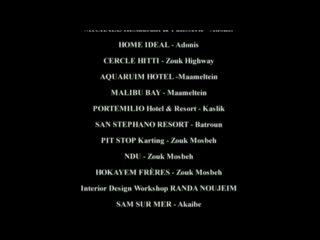 HOME IDEAL - Adonis
CERCLE HITTI - Zouk Highway
AQUARUIM HOTEL -Maameltein
MALIBU BAY - Maameltein
PORTEMILIO Hotel & Resort - Kaslik
SAN STEPHANO RESORT - Batroun
PIT STOP Karting - Zouk Mosbeh
NDU - Zouk Mosbeh
HOKAYEM FRÈRES - Zouk Mosbeh
Interior Design Workshop RANDA NOUJEIM
SAM SUR MER - Akaibe